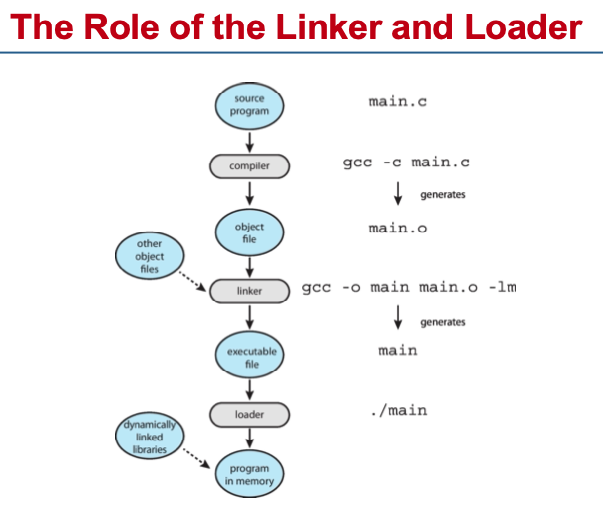 The Role of the Linker and Loader
source
program
main.c
compiler
gcc -c main.c
generates
object
file
main.o
other
object
files
linker
gcc -o main main.o -lm
generates
executable
file
main
loader
./main
dynamically
linked
libraries
program
in memory